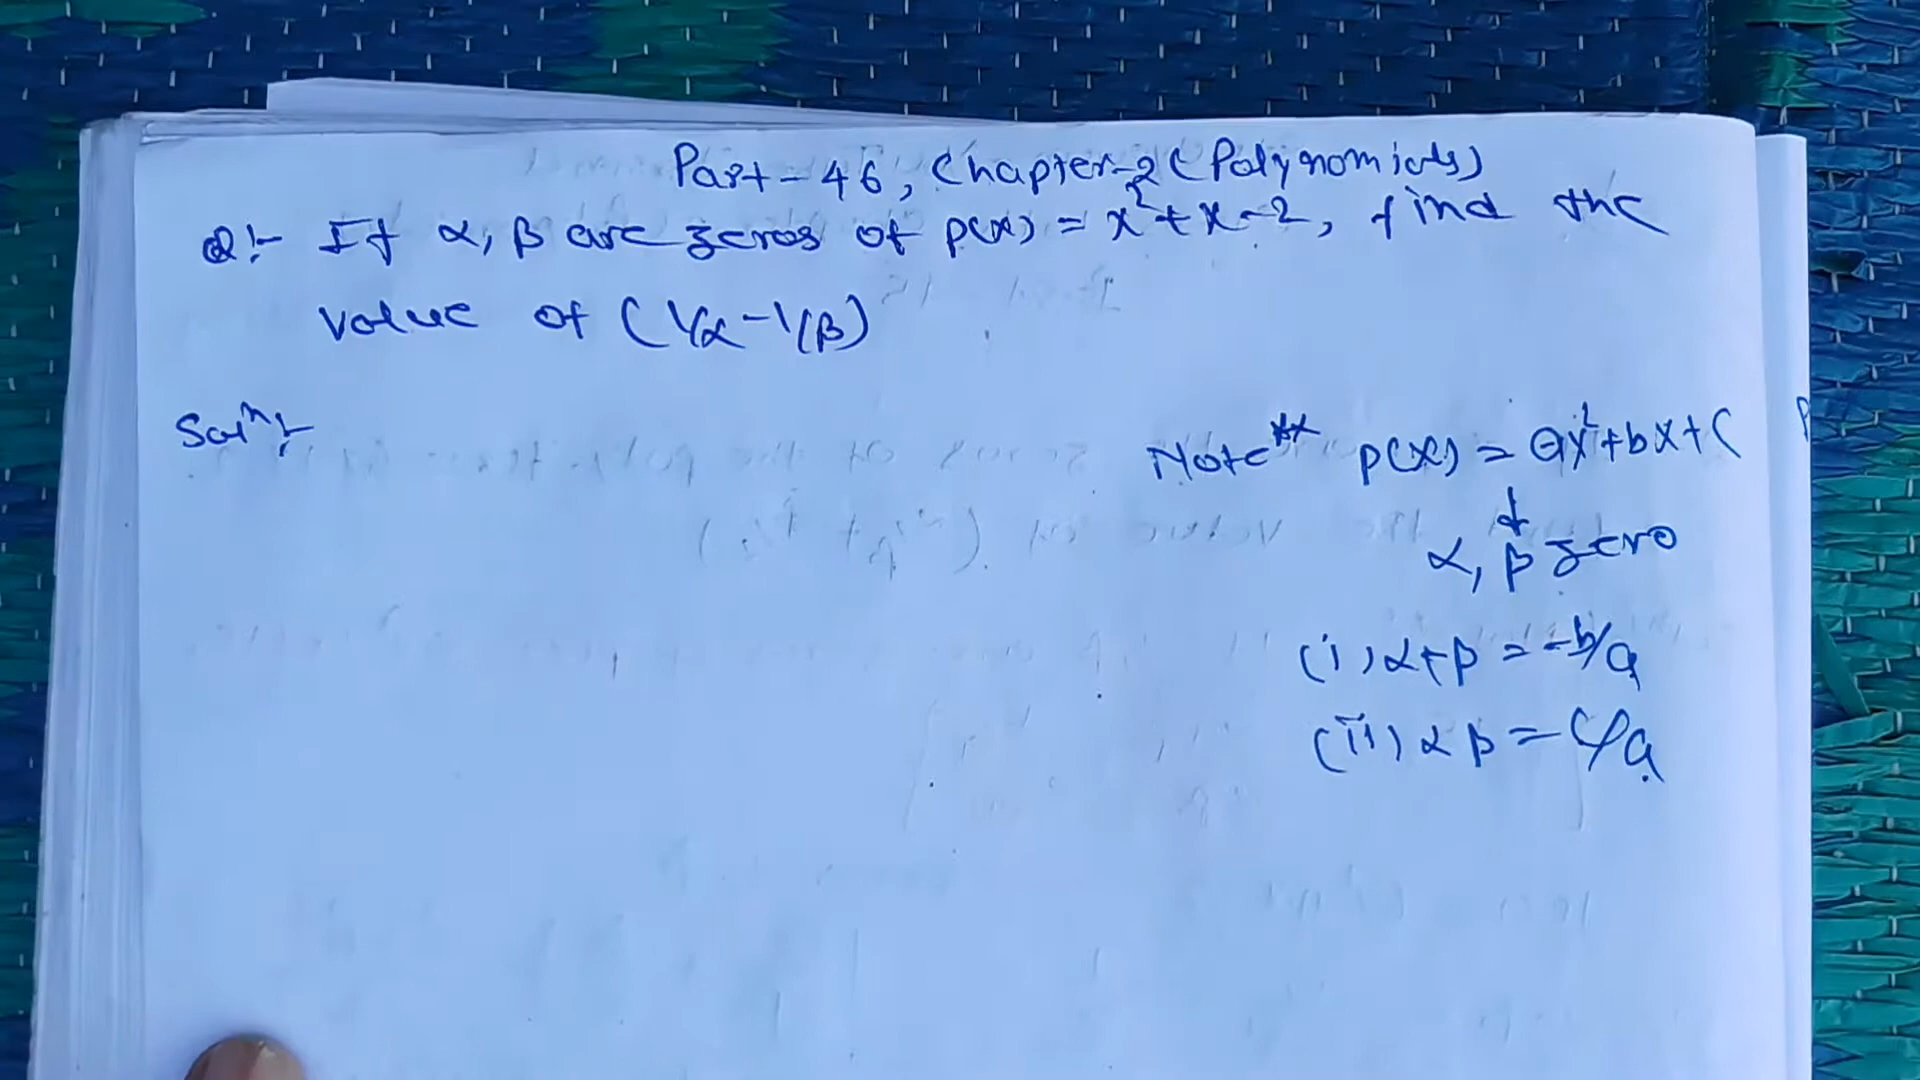 Part-46, Chapter-2 (Polynomials)
Q:- If α, β are zeros of p(x) = x²+x-2, find the
value of (1/α - 1/β)
Solⁿ:-
Note** p(x) = ax²+bx+c
&
α, β zero
(i) α+β = -b/a
(ii) αβ = c/a